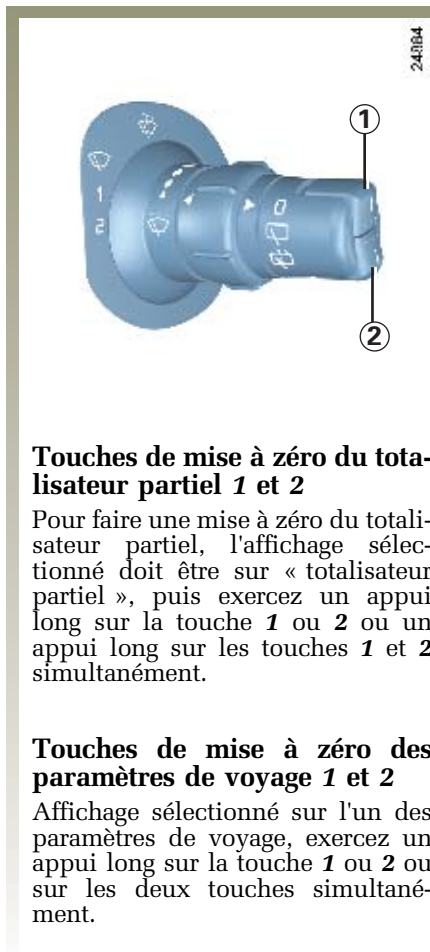 24884
1
1
2
2
Touches de mise à zéro du tota-
lisateur partiel 1 et 2
Pour faire une mise à zéro du totali-
sateur partiel, l'affichage sélec-
tionné doit être sur « totalisateur
partiel », puis exercez un appui
long sur la touche 1 ou 2 ou un
appui long sur les touches 1 et 2
simultanément.
Touches de mise à zéro des
paramètres de voyage 1 et 2
Affichage sélectionné sur l'un des
paramètres de voyage, exercez un
appui long sur la touche 1 ou 2 ou
sur les deux touches simultané-
ment.